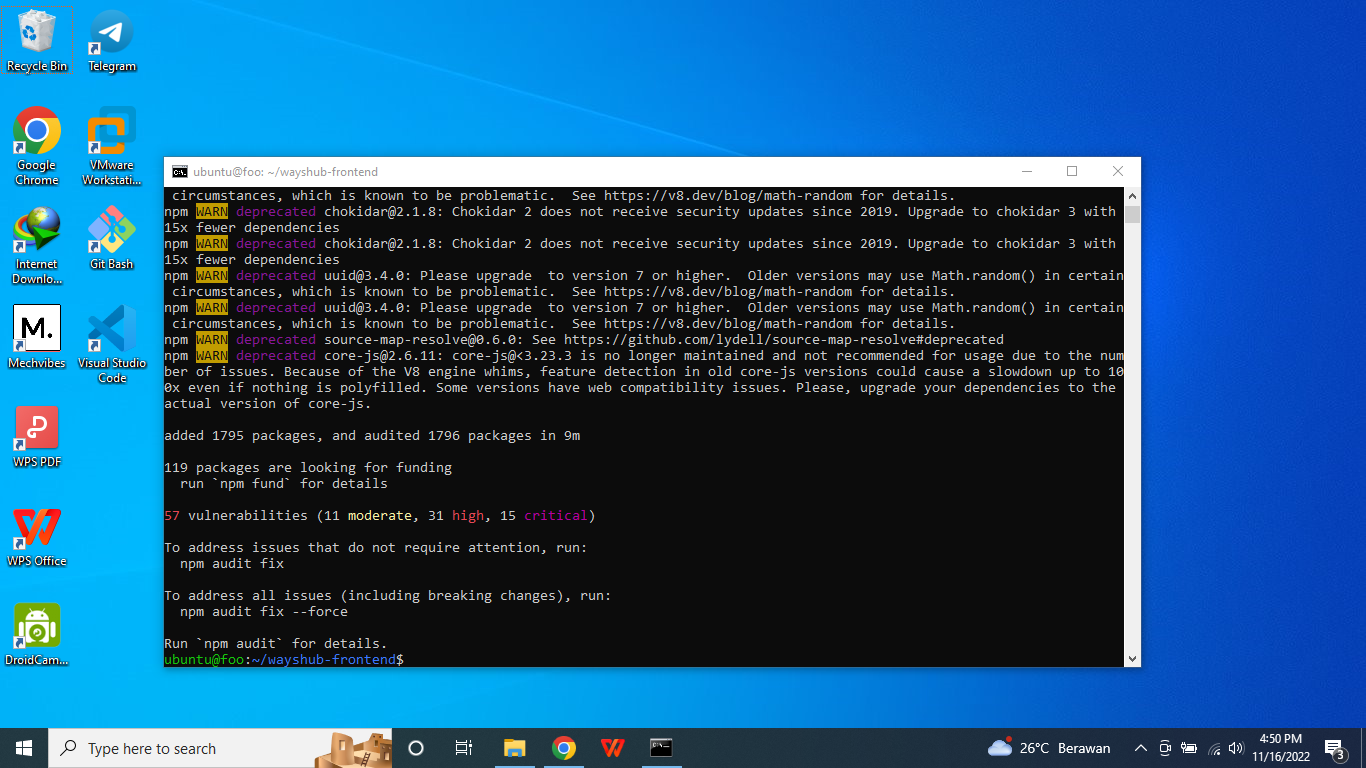 Recycle Bin
Telegram
Google
Chrome
VMware
Workstati...
Internet
Downlo...
Git Bash
M.
Mechvibes
Visual Studio
Code
WPS PDF
WPS Office
DroidCam...
ubuntu@foo: ~/wayshub-frontend
circumstances, which is known to be problematic.  See https://v8.dev/blog/math-random for details.
npm WARN deprecated chokidar@2.1.8: Chokidar 2 does not receive security updates since 2019. Upgrade to chokidar 3 with
15x fewer dependencies
npm WARN deprecated chokidar@2.1.8: Chokidar 2 does not receive security updates since 2019. Upgrade to chokidar 3 with
15x fewer dependencies
npm WARN deprecated uuid@3.4.0: Please upgrade  to version 7 or higher.  Older versions may use Math.random() in certain
circumstances, which is known to be problematic.  See https://v8.dev/blog/math-random for details.
npm WARN deprecated uuid@3.4.0: Please upgrade  to version 7 or higher.  Older versions may use Math.random() in certain
circumstances, which is known to be problematic.  See https://v8.dev/blog/math-random for details.
npm WARN deprecated source-map-resolve@0.6.0: See https://github.com/lydell/source-map-resolve#deprecated
npm WARN deprecated core-js@2.6.11: core-js@<3.23.3 is no longer maintained and not recommended for usage due to the num
ber of issues. Because of the V8 engine whims, feature detection in old core-js versions could cause a slowdown up to 10
0x even if nothing is polyfilled. Some versions have web compatibility issues. Please, upgrade your dependencies to the
actual version of core-js.
added 1795 packages, and audited 1796 packages in 9m
119 packages are looking for funding
run `npm fund` for details
57 vulnerabilities (11 moderate, 31 high, 15 critical)
To address issues that do not require attention, run:
npm audit fix
To address all issues (including breaking changes), run:
npm audit fix --force
Run `npm audit` for details.
ubuntu@foo:~/wayshub-frontend$
Type here to search
26°C Berawan
4:50 PM
11/16/2022
3